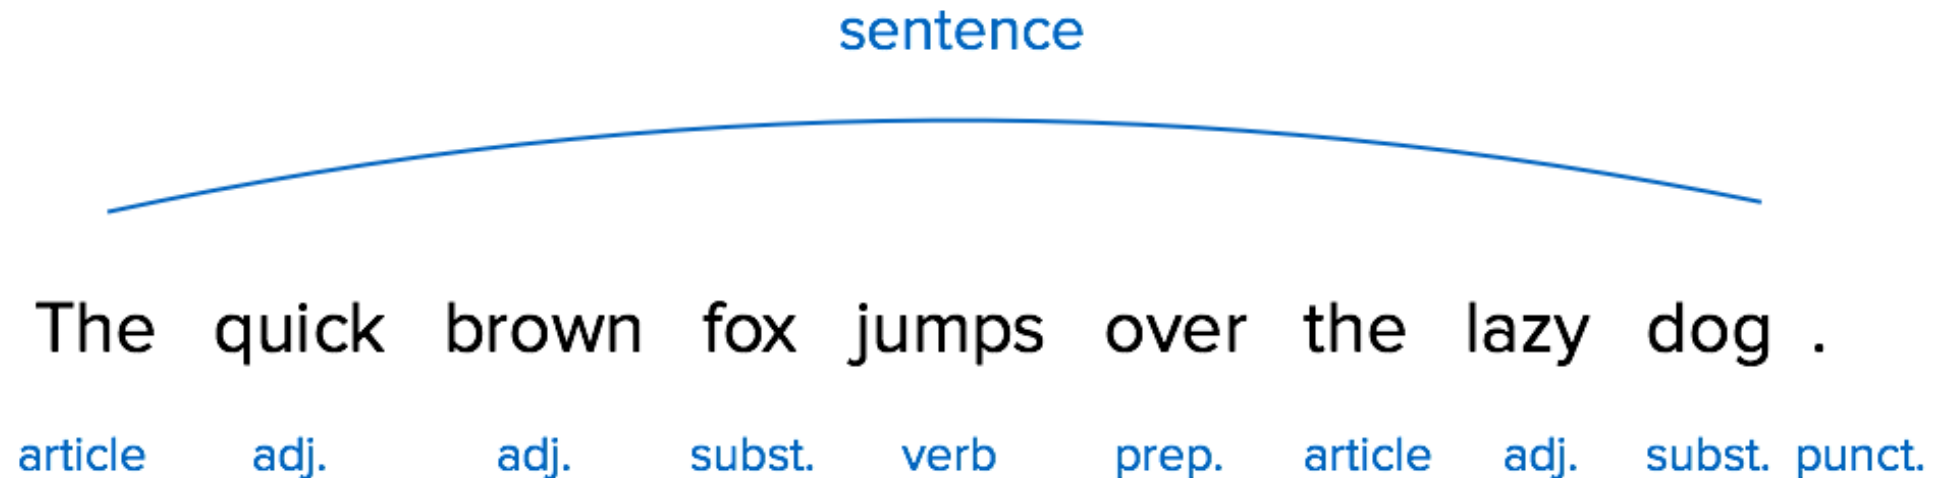 sentence
The quick brown fox jumps over the lazy dog .
article adj. adj. subst. verb prep. article adj. subst. punct.